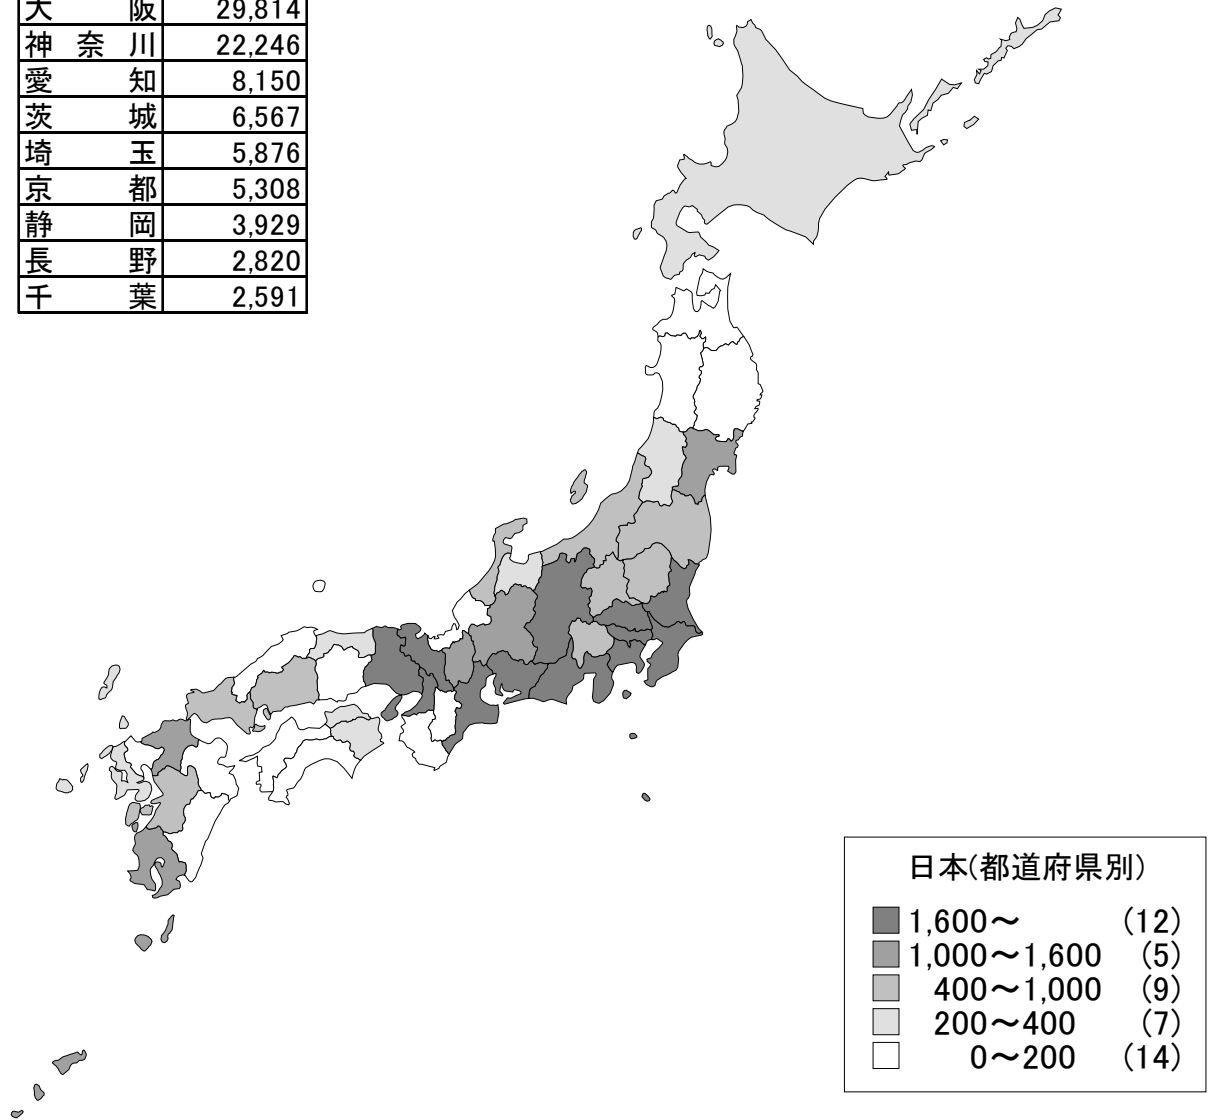 大阪 29,814
神奈川 22,246
愛知 8,150
茨城 6,567
埼玉 5,876
京都 5,308
静岡 3,929
長野 2,820
千葉 2,591
日本(都道府県別)
1,600～ (12)
1,000～1,600 (5)
400～1,000 (9)
200～400 (7)
0～200 (14)